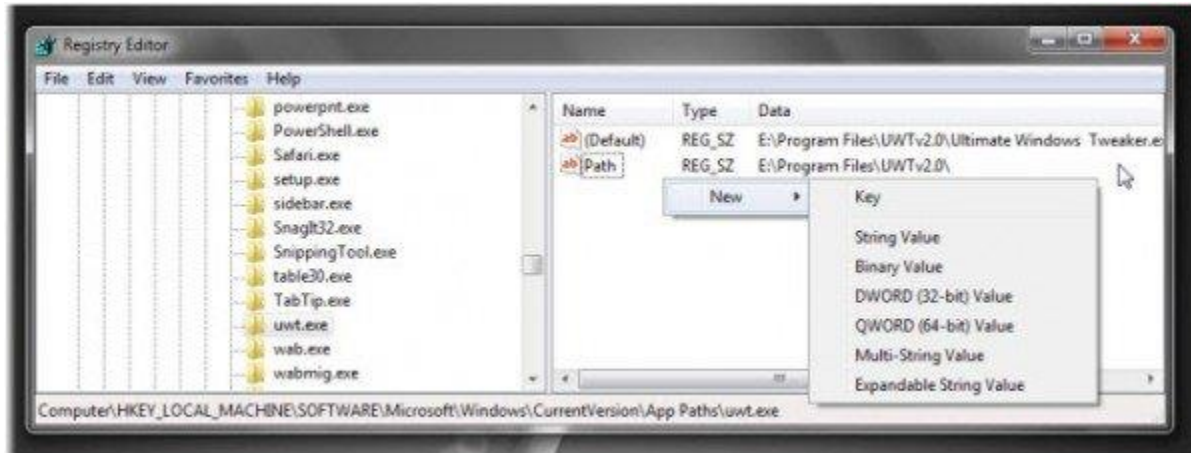 Registry Editor
File Edit View Favorites Help
powerpnt.exe
PowerShell.exe
Safari.exe
setup.exe
sidebar.exe
SnagIt32.exe
SnippingTool.exe
table30.exe
TabTip.exe
uwt.exe
wab.exe
wabmig.exe
Name Type Data
ab (Default) REG_SZ E:\Program Files\UWTv2.0\Ultimate Windows Tweaker.ex
ab Path REG_SZ E:\Program Files\UWTv2.0\
New
Key
String Value
Binary Value
DWORD (32-bit) Value
QWORD (64-bit) Value
Multi-String Value
Expandable String Value
Computer\HKEY_LOCAL_MACHINE\SOFTWARE\Microsoft\Windows\CurrentVersion\App Paths\uwt.exe